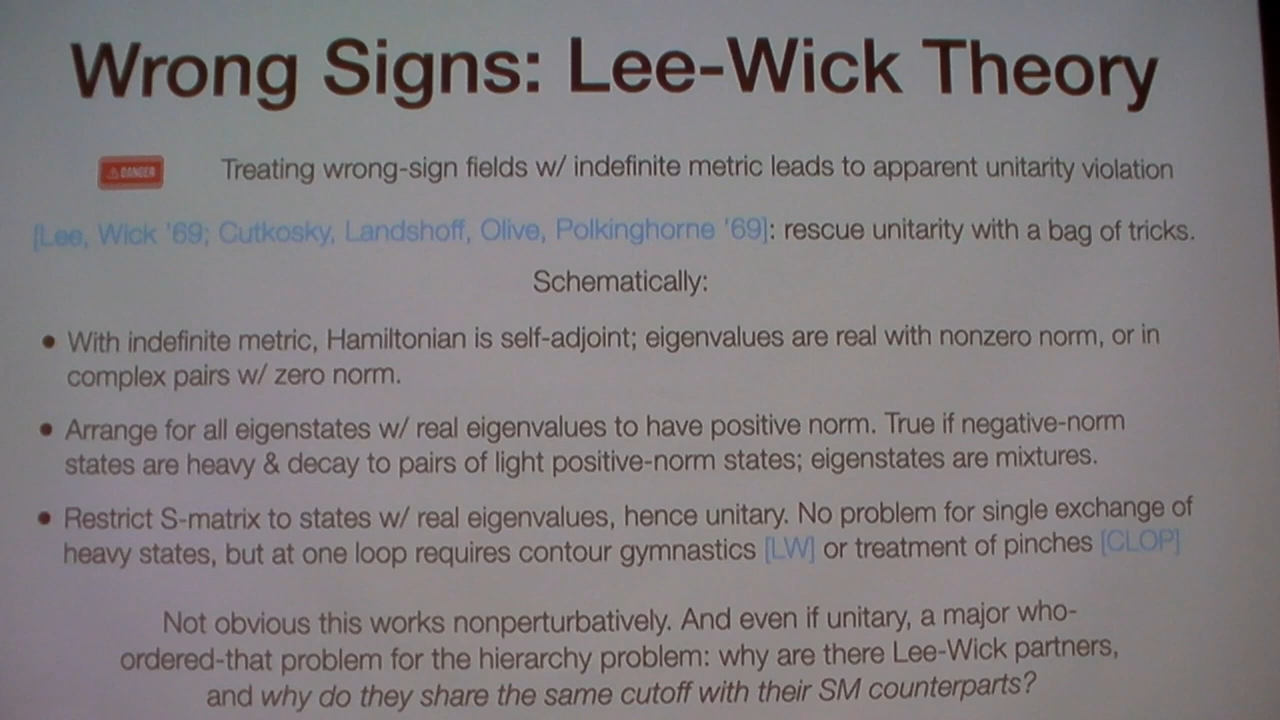 Wrong Signs: Lee-Wick Theory
⚠ DANGER
Treating wrong-sign fields w/ indefinite metric leads to apparent unitarity violation
[Lee, Wick '69; Cutkosky, Landshoff, Olive, Polkinghorne '69]: rescue unitarity with a bag of tricks.
Schematically:
• With indefinite metric, Hamiltonian is self-adjoint; eigenvalues are real with nonzero norm, or in
complex pairs w/ zero norm.
• Arrange for all eigenstates w/ real eigenvalues to have positive norm. True if negative-norm
states are heavy & decay to pairs of light positive-norm states; eigenstates are mixtures.
• Restrict S-matrix to states w/ real eigenvalues, hence unitary. No problem for single exchange of
heavy states, but at one loop requires contour gymnastics [LW] or treatment of pinches [CLOP]
Not obvious this works nonperturbatively. And even if unitary, a major who-
ordered-that problem for the hierarchy problem: why are there Lee-Wick partners,
and why do they share the same cutoff with their SM counterparts?